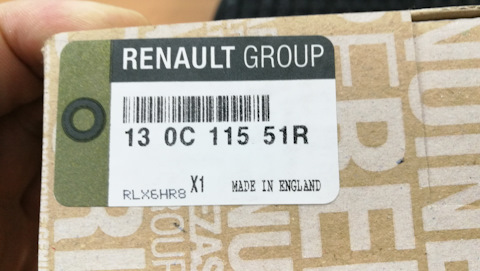 RENAULT GROUP
13 0C 115 51R
RLX6HR8 X1 MADE IN ENGLAND